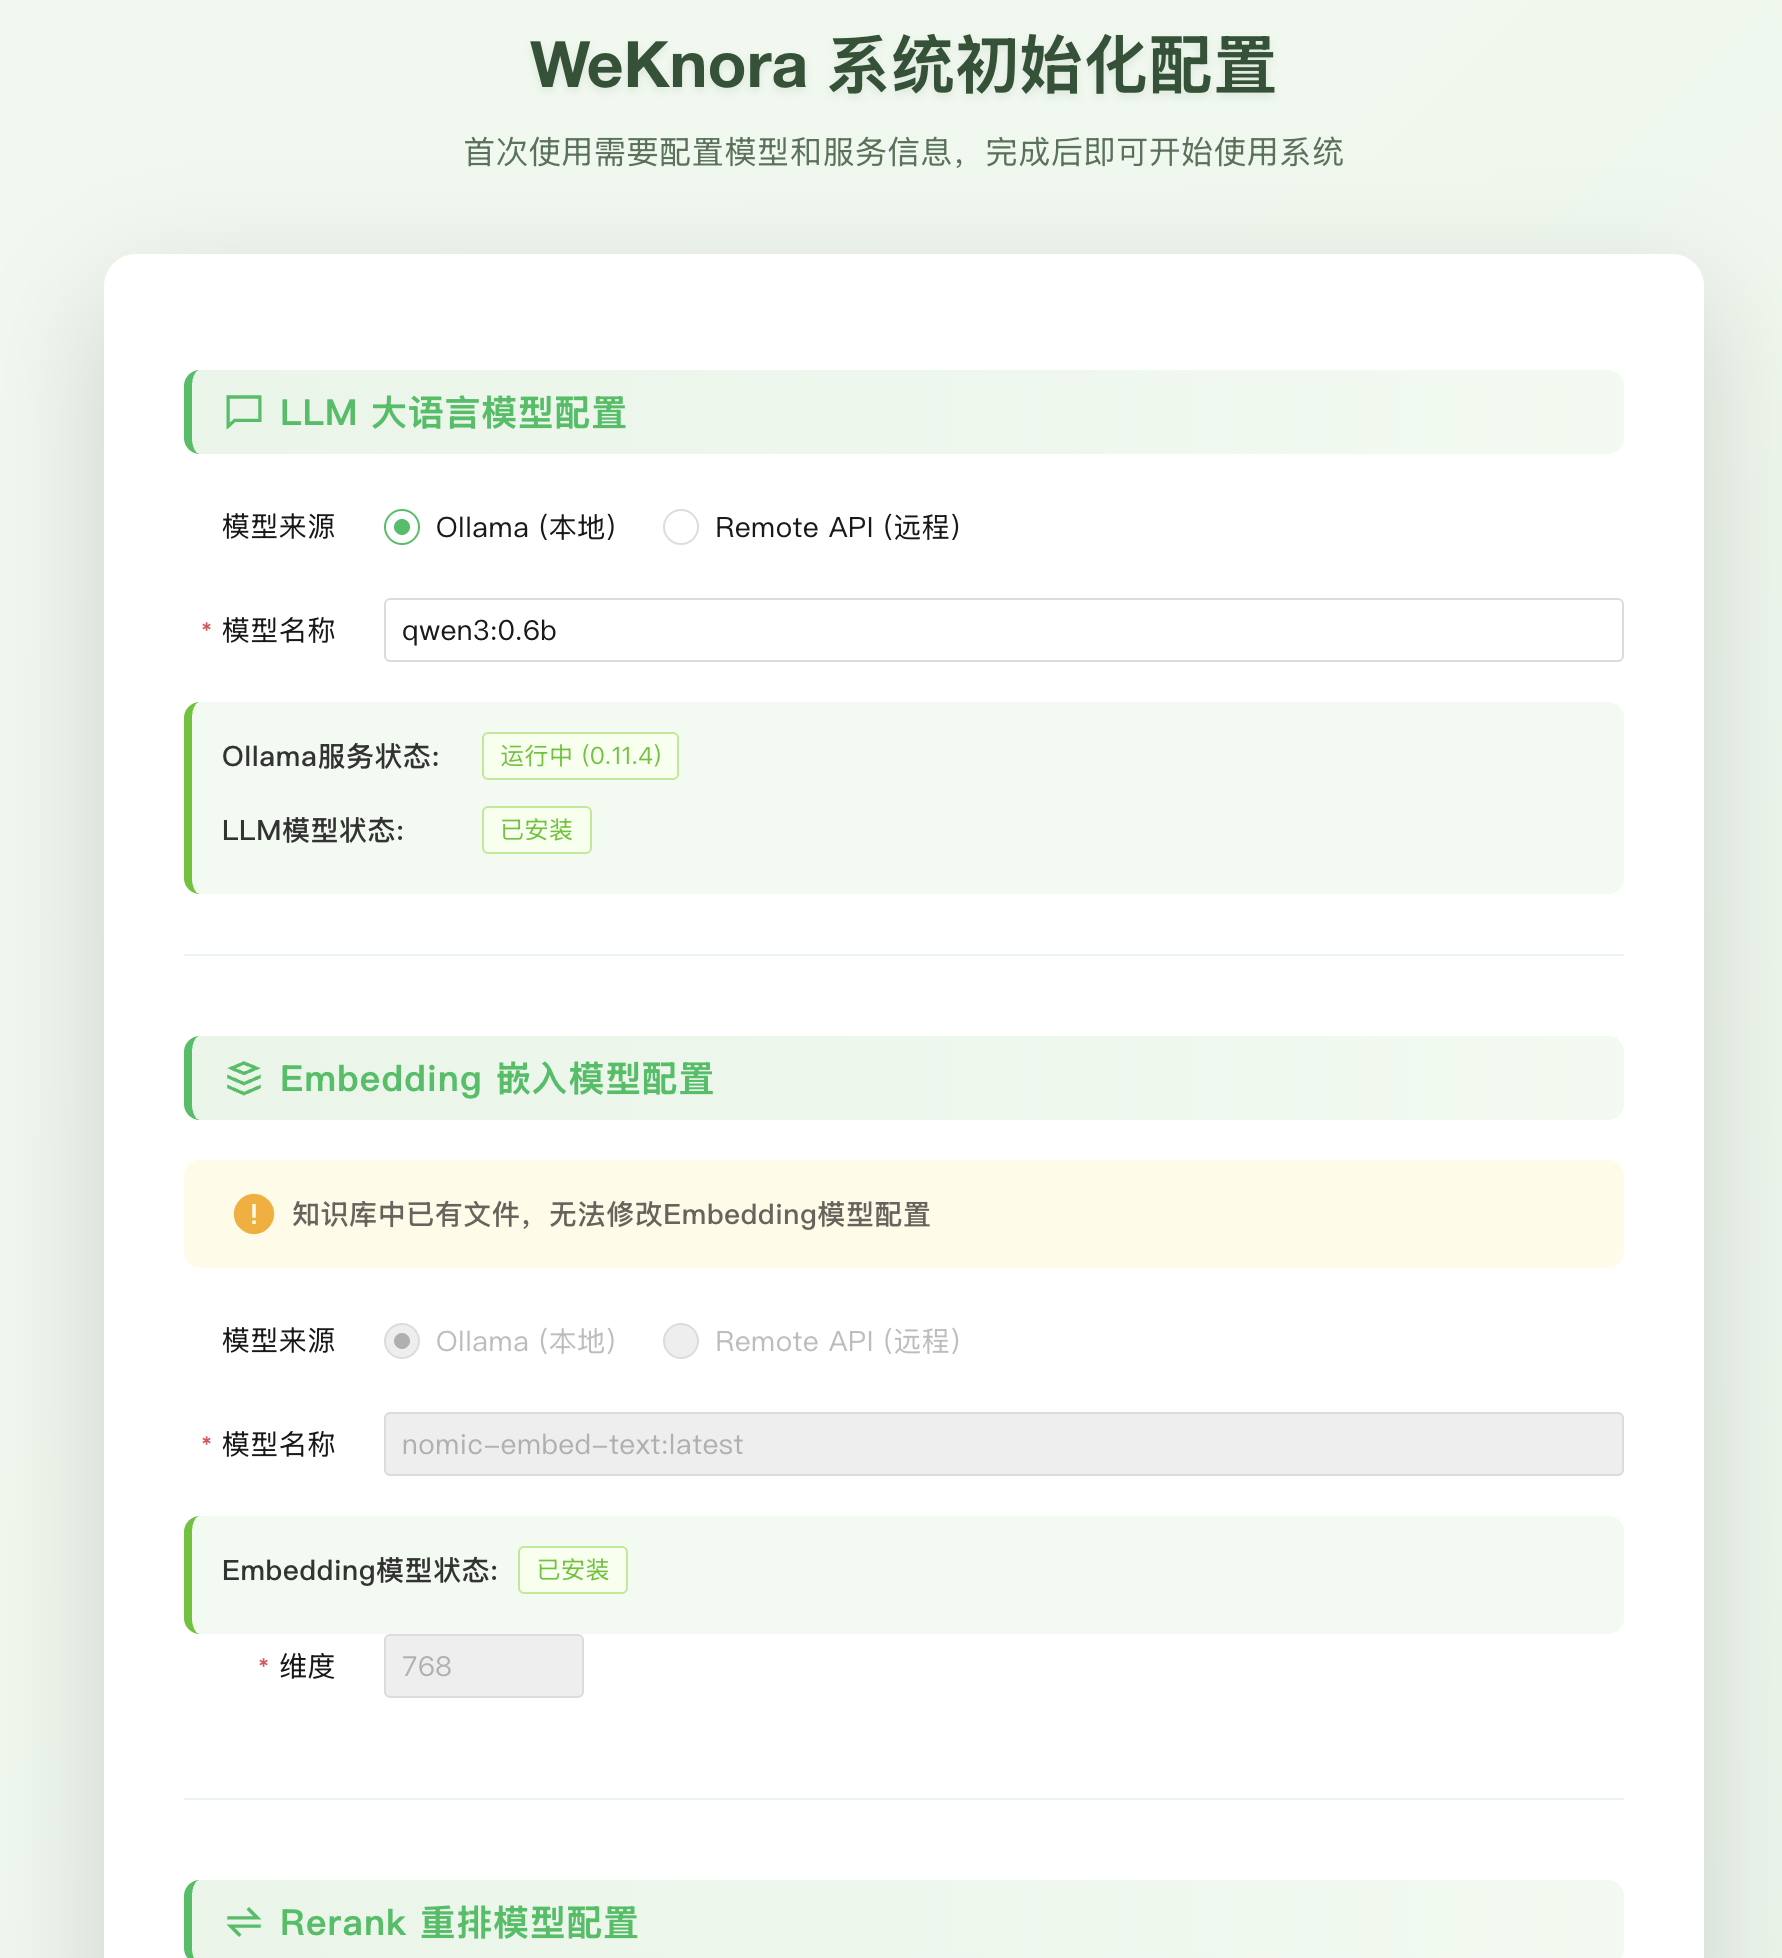 WeKnora 系统初始化配置
首次使用需要配置模型和服务信息，完成后即可开始使用系统
LLM 大语言模型配置
模型来源 Ollama (本地) Remote API (远程)
* 模型名称 qwen3:0.6b
Ollama服务状态: 运行中 (0.11.4)
LLM模型状态: 已安装
Embedding 嵌入模型配置
! 知识库中已有文件，无法修改Embedding模型配置
模型来源 Ollama (本地) Remote API (远程)
* 模型名称 nomic-embed-text:latest
Embedding模型状态: 已安装
* 维度 768
Rerank 重排模型配置